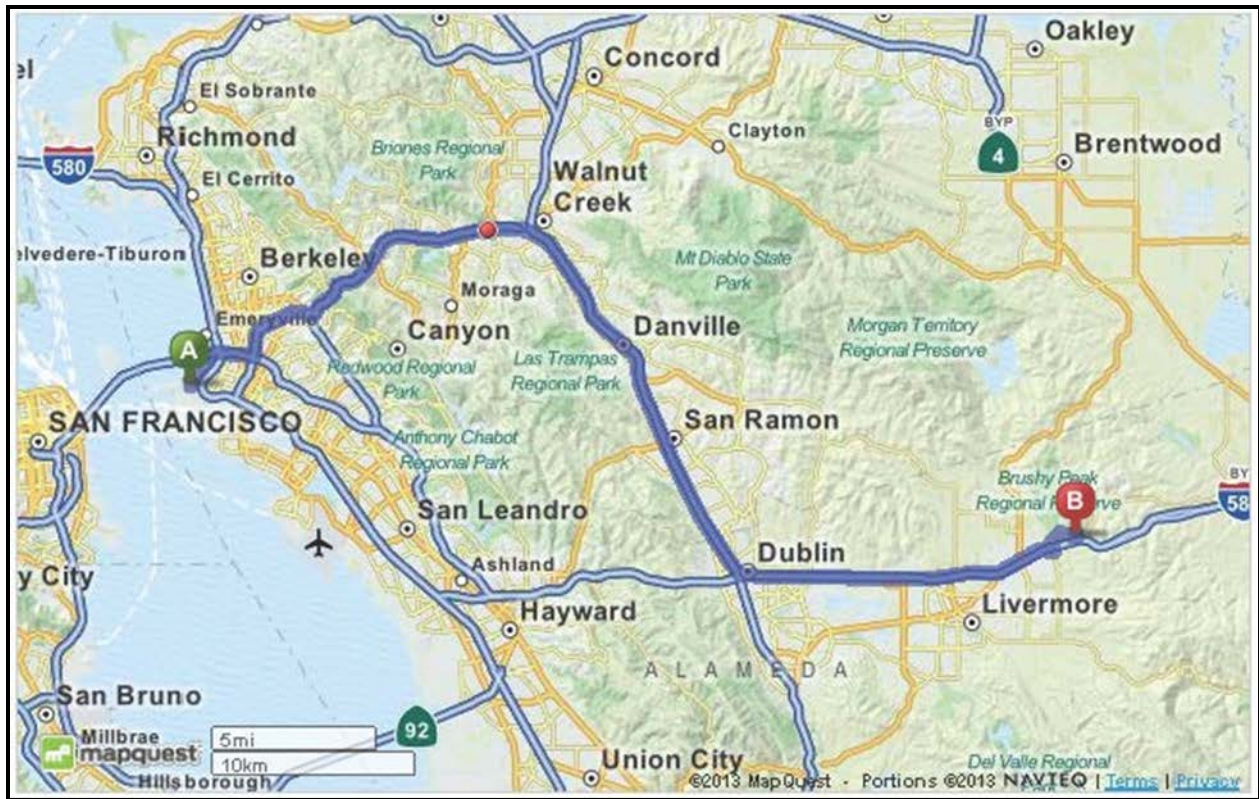 Oakley
Concord
el
El Sobrante
BYP
Clayton
4
Richmond
Brentwood
Briones Regional
Park
580
Walnut
Creek
El Cerrito
elvedere-Tiburon
Berkeley
Mt Diablo State
Park
Moraga
Emeryville
Canyon
Danville
Morgan Territory
Regional Preserve
A
Las Trampas
Regional Park
Redwood Regional
Park
SAN FRANCISCO
San Ramon
Anthony Chabot
Regional Park
BY
Brushy Peak
Regional P rve
B
58
San Leandro
Dublin
Ashland
y City
Livermore
Hayward
ALAMEDA
San Bruno
92
Millbrae
mapquest
5mi
10km
Union City
Del Valle Regional
Hillsborough
©2013 MapQuest - Portions ©2013 NAVTEQ | Terms | Privacy